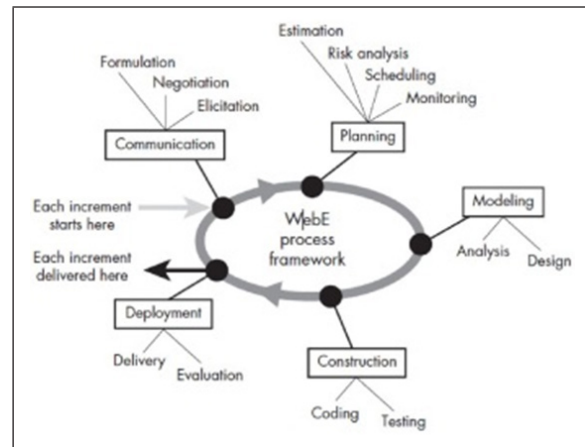 Estimation
Risk analysis
Scheduling
Monitoring
Planning
Formulation
Negotiation
Elicitation
Communication
Each increment
starts here
WebE
process
framework
Modeling
Analysis
Design
Each increment
delivered here
Deployment
Delivery
Evaluation
Construction
Coding
Testing